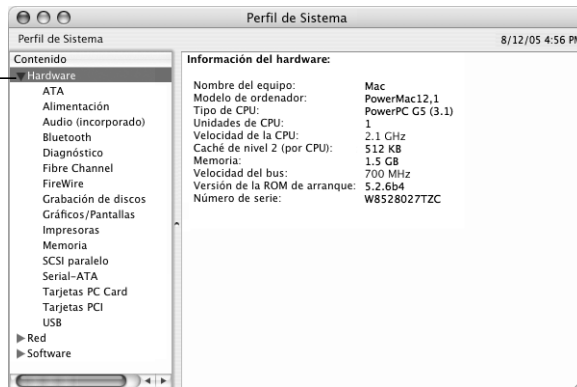 Perfil de Sistema
Perfil de Sistema 8/12/05 4:56 PM
Contenido
Hardware
ATA
Alimentación
Audio (incorporado)
Bluetooth
Diagnóstico
Fibre Channel
FireWire
Grabación de discos
Gráficos/Pantallas
Impresoras
Memoria
SCSI paralelo
Serial-ATA
Tarjetas PC Card
Tarjetas PCI
USB
Red
Software
Información del hardware:
Nombre del equipo: Mac
Modelo de ordenador: PowerMac12,1
Tipo de CPU: PowerPC G5 (3.1)
Unidades de CPU: 1
Velocidad de la CPU: 2.1 GHz
Caché de nivel 2 (por CPU): 512 KB
Memoria: 1.5 GB
Velocidad del bus: 700 MHz
Versión de la ROM de arranque: 5.2.6b4
Número de serie: W8528027TZC